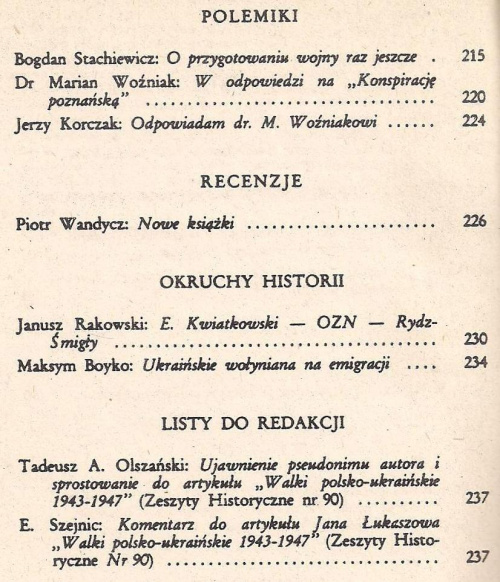 POLEMIKI
Bogdan Stachiewicz: O przygotowaniu wojny raz jeszcze . 215
Dr Marian Woźniak: W odpowiedzi na „Konspirację
poznańską” .................................. 220
Jerzy Korczak: Odpowiadam dr. M. Woźniakowi ...... 224
RECENZJE
Piotr Wandycz: Nowe książki ....................... 226
OKRUCHY HISTORII
Janusz Rakowski: E. Kwiatkowski — OZN — Rydz-
Śmigły ...................................... 230
Maksym Boyko: Ukraińskie wołyniana na emigracji .... 234
LISTY DO REDAKCJI
Tadeusz A. Olszański: Ujawnienie pseudonimu autora i
sprostowanie do artykułu „Walki polsko-ukraińskie
1943-1947” (Zeszyty Historyczne nr 90) .......... 237
E. Szejnic: Komentarz do artykułu Jana Łukaszowa
„Walki polsko-ukraińskie 1943-1947” (Zeszyty Histo-
ryczne Nr 90) ................................. 237